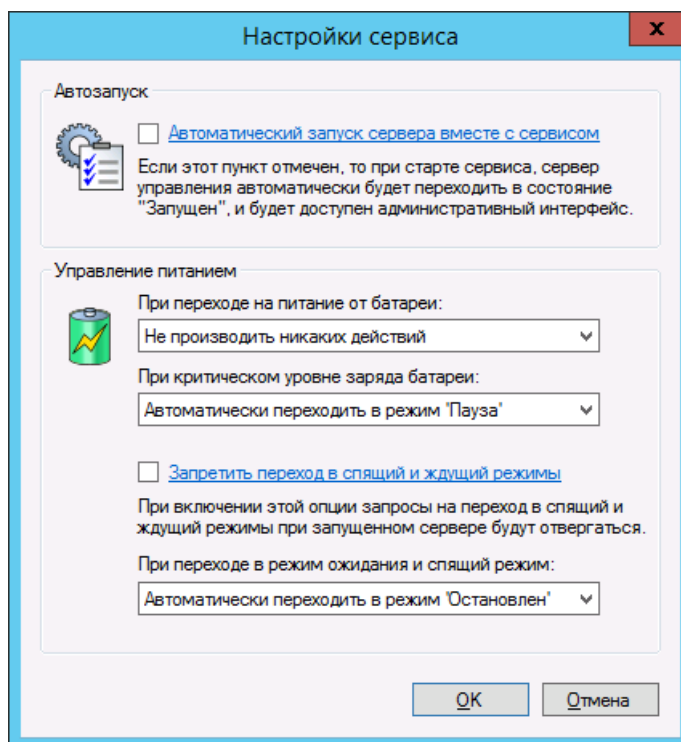 Настройки сервиса
x
Автозапуск
Автоматический запуск сервера вместе с сервисом
Если этот пункт отмечен, то при старте сервиса, сервер
управления автоматически будет переходить в состояние
"Запущен", и будет доступен административный интерфейс.
Управление питанием
При переходе на питание от батареи:
Не производить никаких действий
При критическом уровне заряда батареи:
Автоматически переходить в режим 'Пауза'
Запретить переход в спящий и ждущий режимы
При включении этой опции запросы на переход в спящий и
ждущий режимы при запущенном сервере будут отвергаться.
При переходе в режим ожидания и спящий режим:
Автоматически переходить в режим 'Остановлен'
OK
Отмена